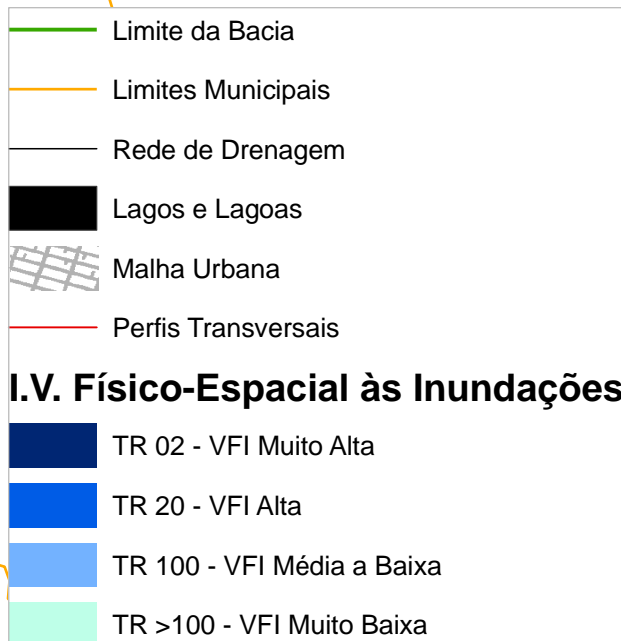 Limite da Bacia
Limites Municipais
Rede de Drenagem
Lagos e Lagoas
Malha Urbana
Perfis Transversais
I.V. Físico-Espacial às Inundações
TR 02 - VFI Muito Alta
TR 20 - VFI Alta
TR 100 - VFI Média a Baixa
TR >100 - VFI Muito Baixa